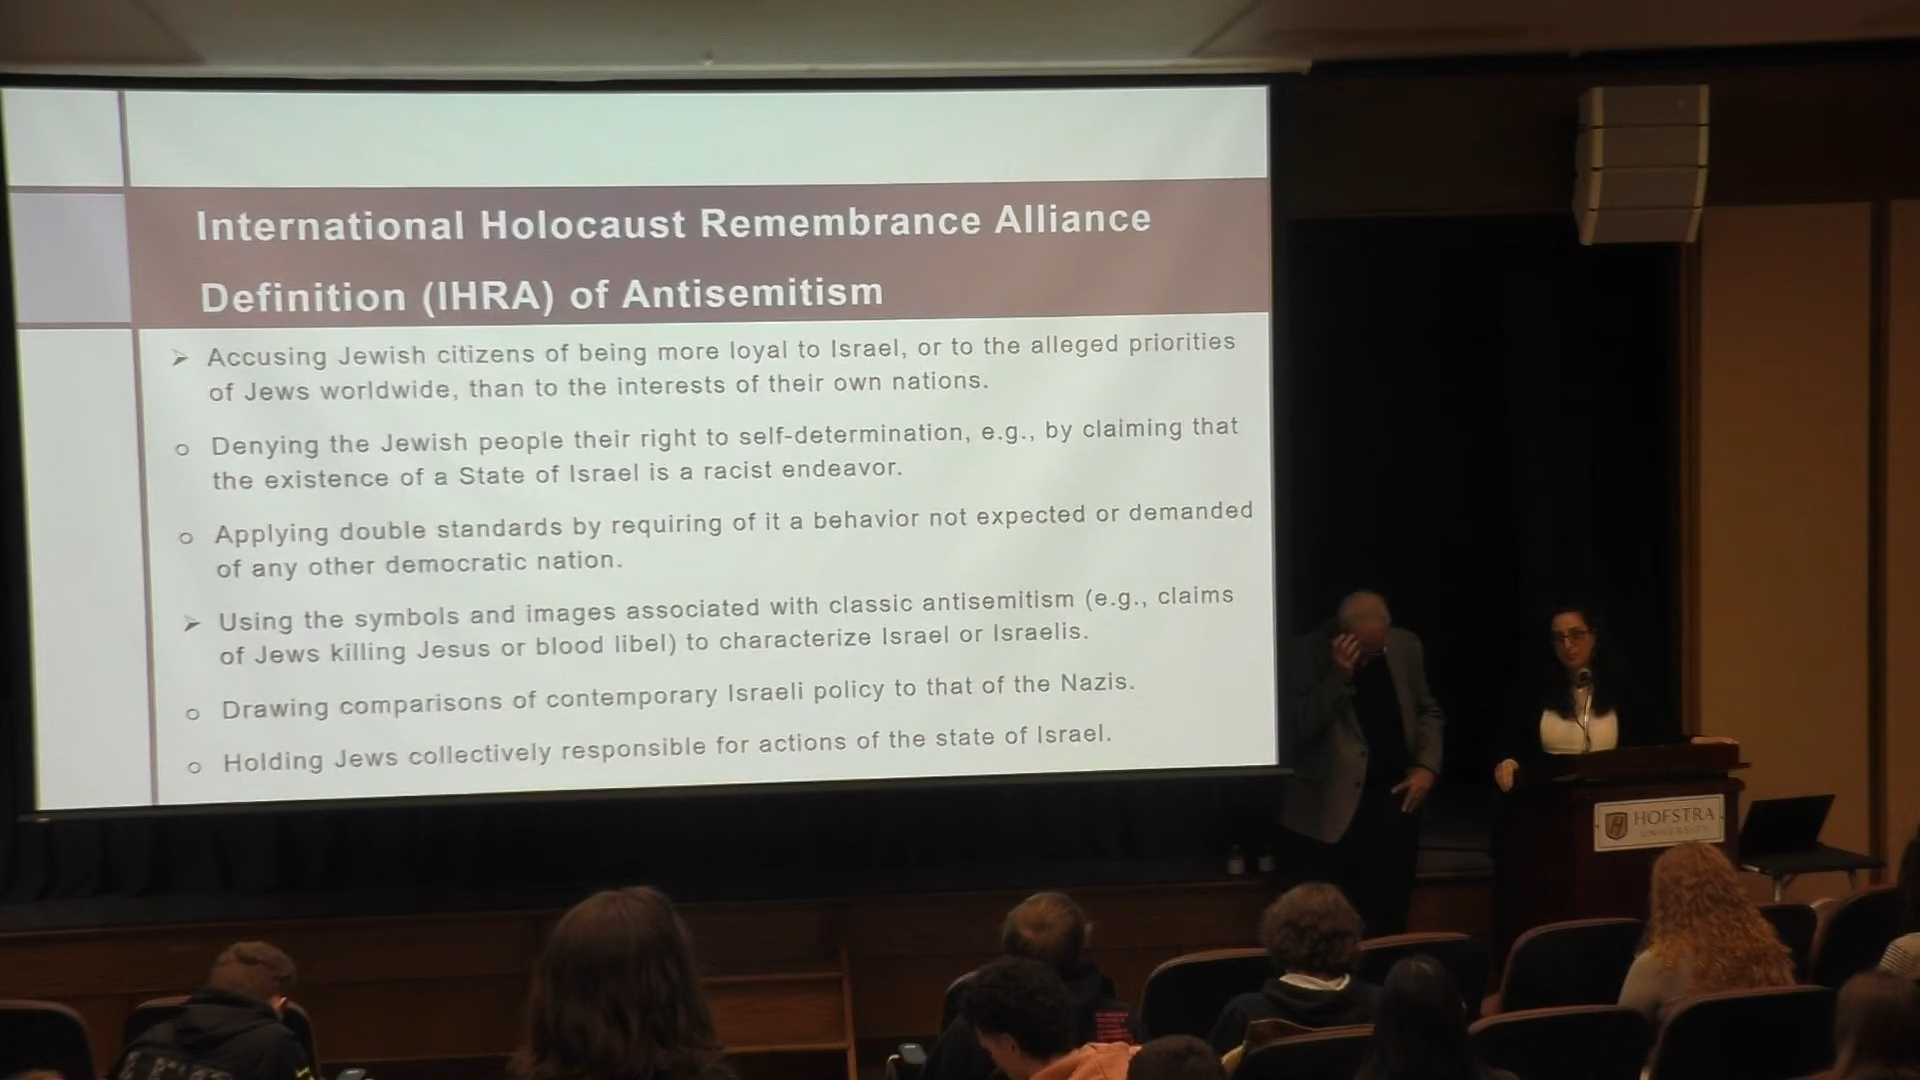 International Holocaust Remembrance Alliance
Definition (IHRA) of Antisemitism
➢ Accusing Jewish citizens of being more loyal to Israel, or to the alleged priorities
of Jews worldwide, than to the interests of their own nations.
o Denying the Jewish people their right to self-determination, e.g., by claiming that
the existence of a State of Israel is a racist endeavor.
o Applying double standards by requiring of it a behavior not expected or demanded
of any other democratic nation.
➢ Using the symbols and images associated with classic antisemitism (e.g., claims
of Jews killing Jesus or blood libel) to characterize Israel or Israelis.
o Drawing comparisons of contemporary Israeli policy to that of the Nazis.
o Holding Jews collectively responsible for actions of the state of Israel.
HOFSTRA
UNIVERSITY